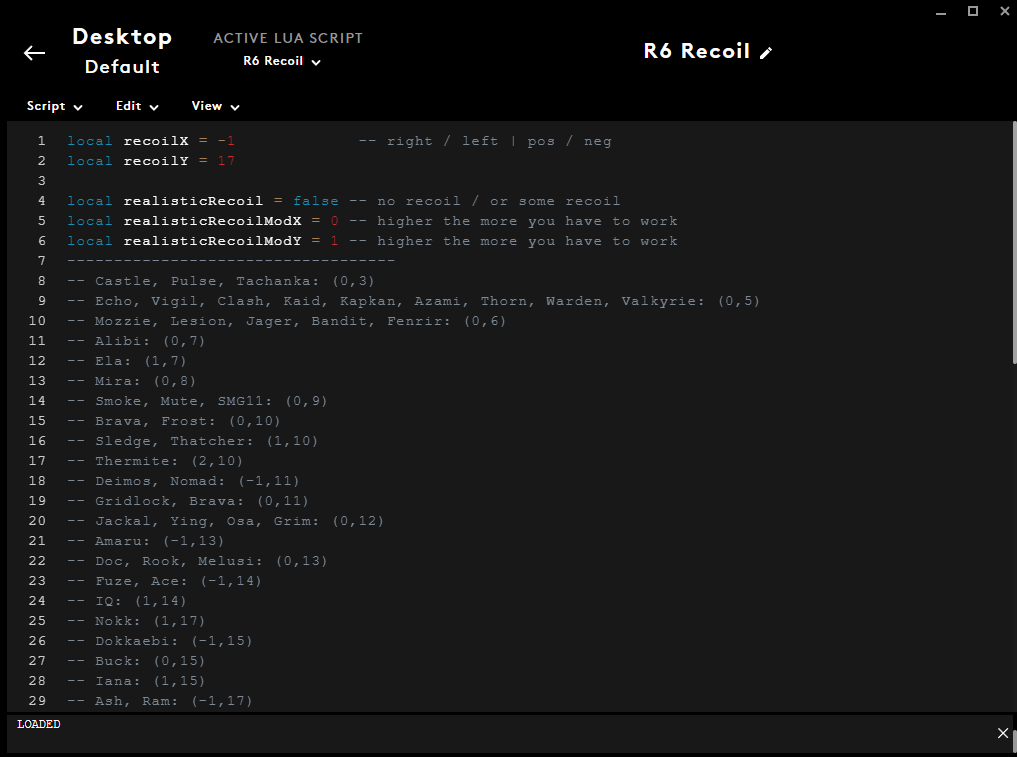 Desktop
Default
ACTIVE LUA SCRIPT
R6 Recoil
R6 Recoil
Script Edit View
1 local recoilX = -1 -- right / left | pos / neg
2 local recoilY = 17
3
4 local realisticRecoil = false -- no recoil / or some recoil
5 local realisticRecoilModX = 0 -- higher the more you have to work
6 local realisticRecoilModY = 1 -- higher the more you have to work
7 -----------------------------------
8 -- Castle, Pulse, Tachanka: (0,3)
9 -- Echo, Vigil, Clash, Kaid, Kapkan, Azami, Thorn, Warden, Valkyrie: (0,5)
10 -- Mozzie, Lesion, Jager, Bandit, Fenrir: (0,6)
11 -- Alibi: (0,7)
12 -- Ela: (1,7)
13 -- Mira: (0,8)
14 -- Smoke, Mute, SMG11: (0,9)
15 -- Brava, Frost: (0,10)
16 -- Sledge, Thatcher: (1,10)
17 -- Thermite: (2,10)
18 -- Deimos, Nomad: (-1,11)
19 -- Gridlock, Brava: (0,11)
20 -- Jackal, Ying, Osa, Grim: (0,12)
21 -- Amaru: (-1,13)
22 -- Doc, Rook, Melusi: (0,13)
23 -- Fuze, Ace: (-1,14)
24 -- IQ: (1,14)
25 -- Nokk: (1,17)
26 -- Dokkaebi: (-1,15)
27 -- Buck: (0,15)
28 -- Iana: (1,15)
29 -- Ash, Ram: (-1,17)
LOADED